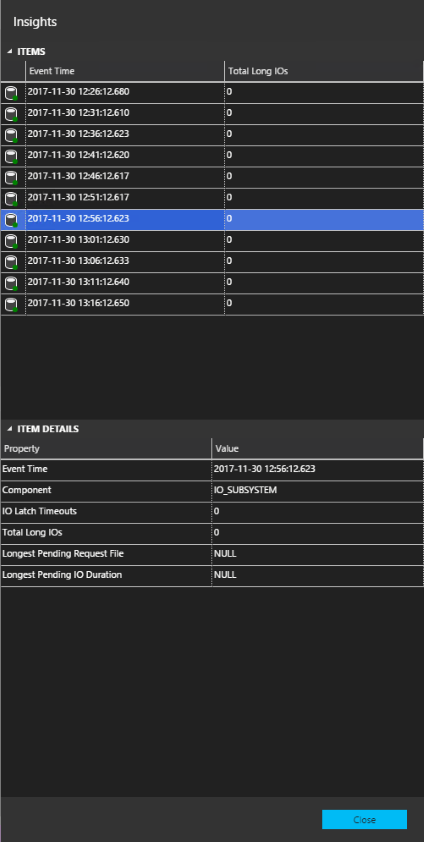 Insights
ITEMS
Event Time Total Long IOs
2017-11-30 12:26:12.680 0
2017-11-30 12:31:12.610 0
2017-11-30 12:36:12.623 0
2017-11-30 12:41:12.620 0
2017-11-30 12:46:12.617 0
2017-11-30 12:51:12.617 0
2017-11-30 12:56:12.623 0
2017-11-30 13:01:12.630 0
2017-11-30 13:06:12.633 0
2017-11-30 13:11:12.640 0
2017-11-30 13:16:12.650 0
ITEM DETAILS
Property Value
Event Time 2017-11-30 12:56:12.623
Component IO_SUBSYSTEM
IO Latch Timeouts 0
Total Long IOs 0
Longest Pending Request File NULL
Longest Pending IO Duration NULL
Close